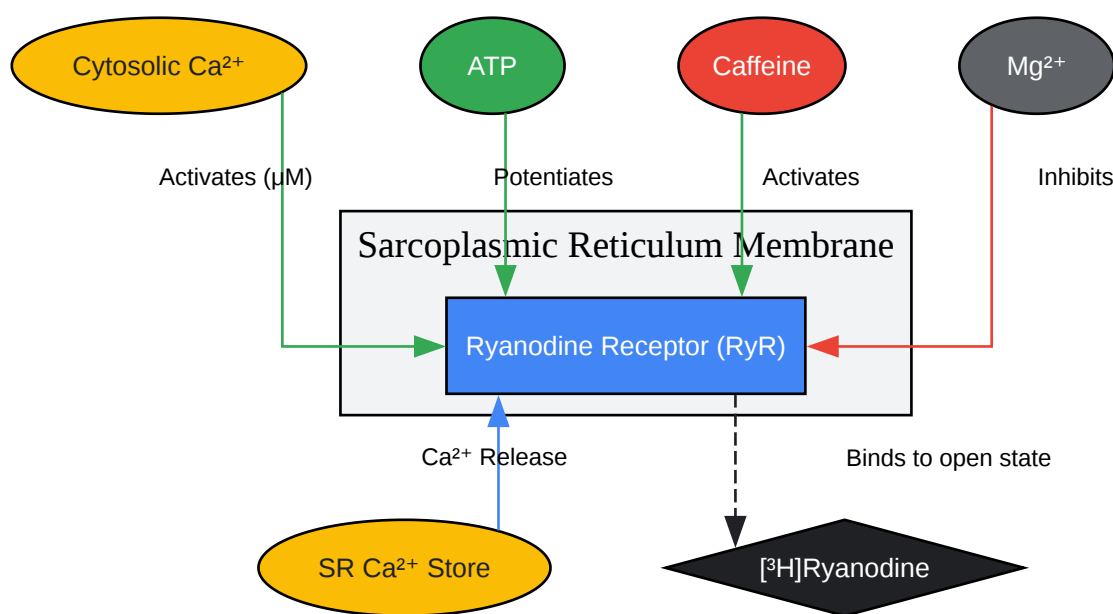 Cytosolic Ca²⁺
ATP
Caffeine
Mg²⁺
Activates (μM)
Potentiates
Activates
Inhibits
Sarcoplasmic Reticulum Membrane
Ryanodine Receptor (RyR)
Ca²⁺ Release
Binds to open state
SR Ca²⁺ Store
[³H]Ryanodine